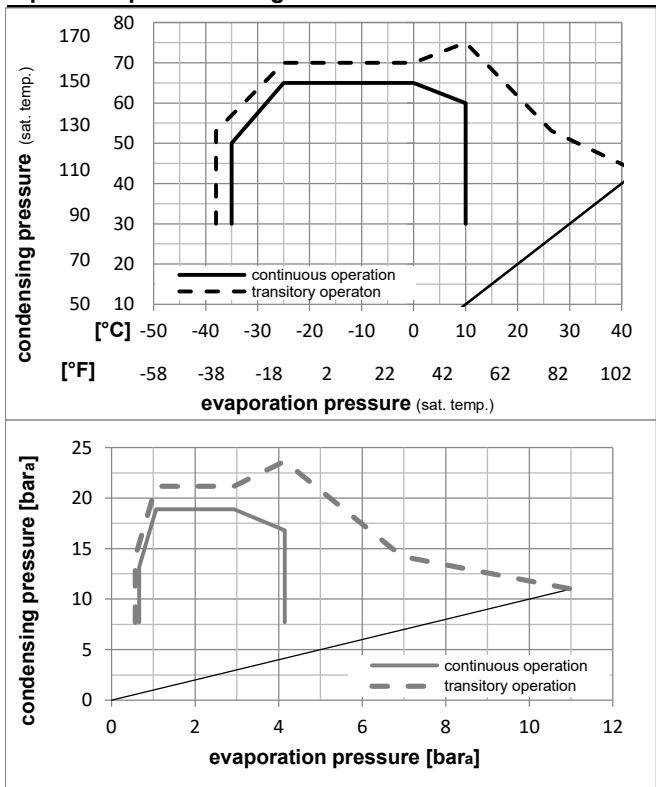 condensing pressure (sat. temp.)
80
170
70
150
60
130
50
110
40
90
30
70
20
50 10
continuous operation
transitory operaton
[°C] -50 -40 -30 -20 -10 0 10 20 30 40
[°F] -58 -38 -18 2 22 42 62 82 102
evaporation pressure (sat. temp.)
condensing pressure [bara]
25
20
15
10
5
0
continuous operation
transitory operation
0 2 4 6 8 10 12
evaporation pressure [bara]